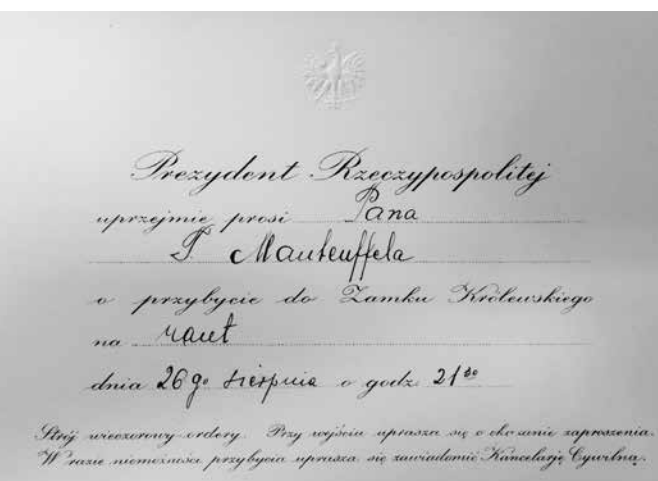 Prezydent Rzeczypospolitej
uprzejmie prosi Pana
T. Manteuffela
o przybycie do Zamku Królewskiego
na raut
dnia 26go sierpnia o godz. 21³⁰
Strój wieczorowy-ordery. Przy wejściu uprasza się o okazanie zaproszenia.
W razie niemożności przybycia uprasza się zawiadomić Kancelarję Cywilną.